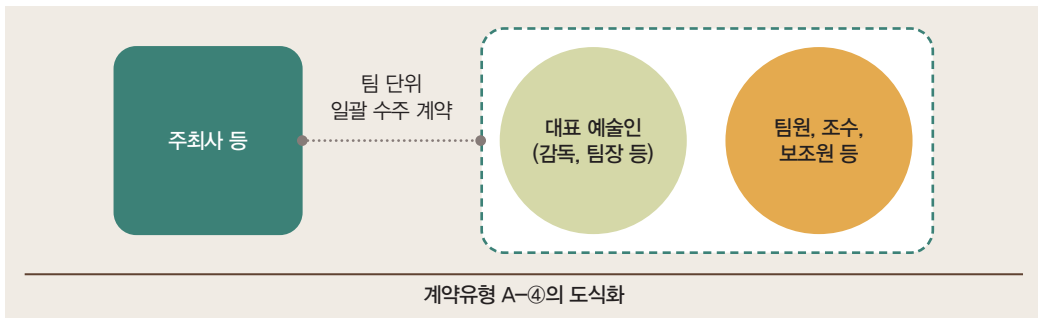 주최사 등
팀 단위
일괄 수주 계약
대표 예술인
(감독, 팀장 등)
팀원, 조수,
보조원 등
계약유형 A–④의 도식화